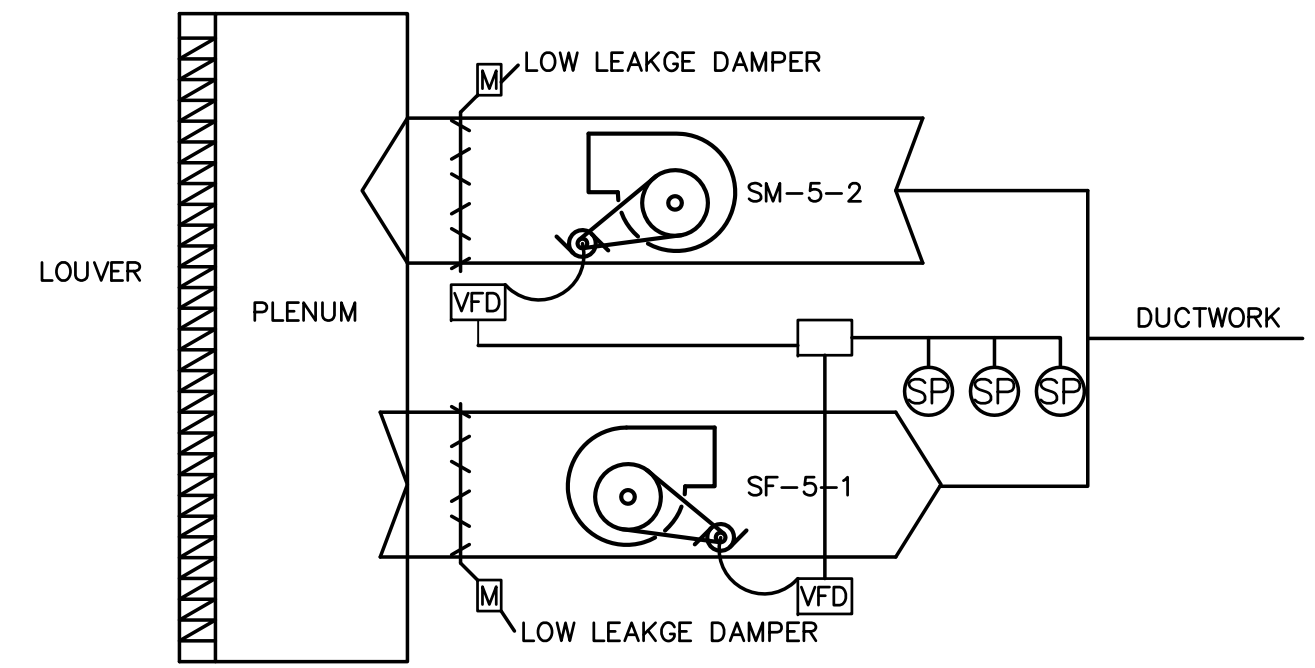 M
LOW LEAKGE DAMPER
SM-5-2
LOUVER
PLENUM
VFD
DUCTWORK
SP SP SP
SF-5-1
M
VFD
LOW LEAKGE DAMPER